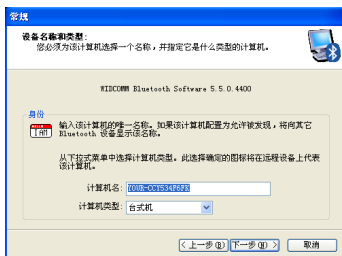 常规
设备名称和类型:
您必须为该计算机选择一个名称，并指定它是什么类型的计算机。
WIDCOMM Bluetooth Software 5.5.0.4400
身份
输入该计算机的唯一名称。如果该计算机配置为允许被发现，将向其它
Bluetooth 设备显示该名称。
从下拉式菜单中选择计算机类型。此选择确定的图标将在远程设备上代表
该计算机。
计算机名: YOUR-CCY534F6FK
计算机类型: 台式机
< 上一步(B) 下一步(N) > 取消